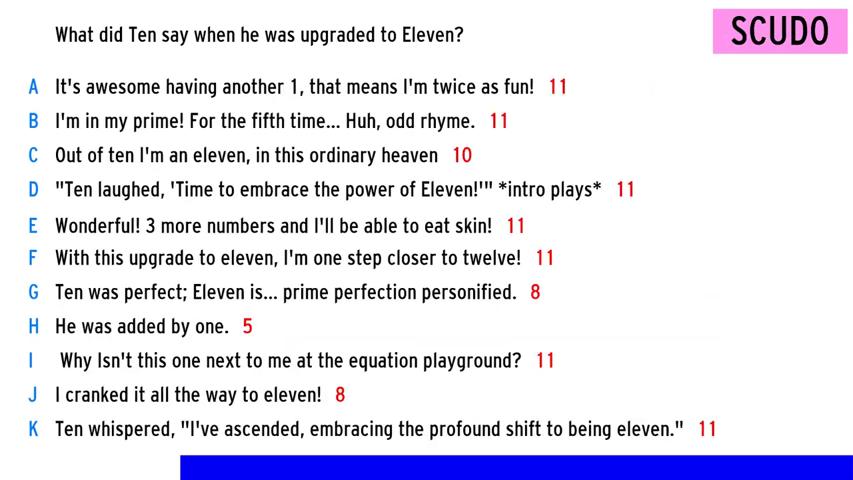 What did Ten say when he was upgraded to Eleven?
SCUDO
A It's awesome having another 1, that means I'm twice as fun! 11
B I'm in my prime! For the fifth time... Huh, odd rhyme. 11
C Out of ten I'm an eleven, in this ordinary heaven 10
D "Ten laughed, 'Time to embrace the power of Eleven!'" *intro plays* 11
E Wonderful! 3 more numbers and I'll be able to eat skin! 11
F With this upgrade to eleven, I'm one step closer to twelve! 11
G Ten was perfect; Eleven is... prime perfection personified. 8
H He was added by one. 5
I Why Isn't this one next to me at the equation playground? 11
J I cranked it all the way to eleven! 8
K Ten whispered, "I've ascended, embracing the profound shift to being eleven." 11